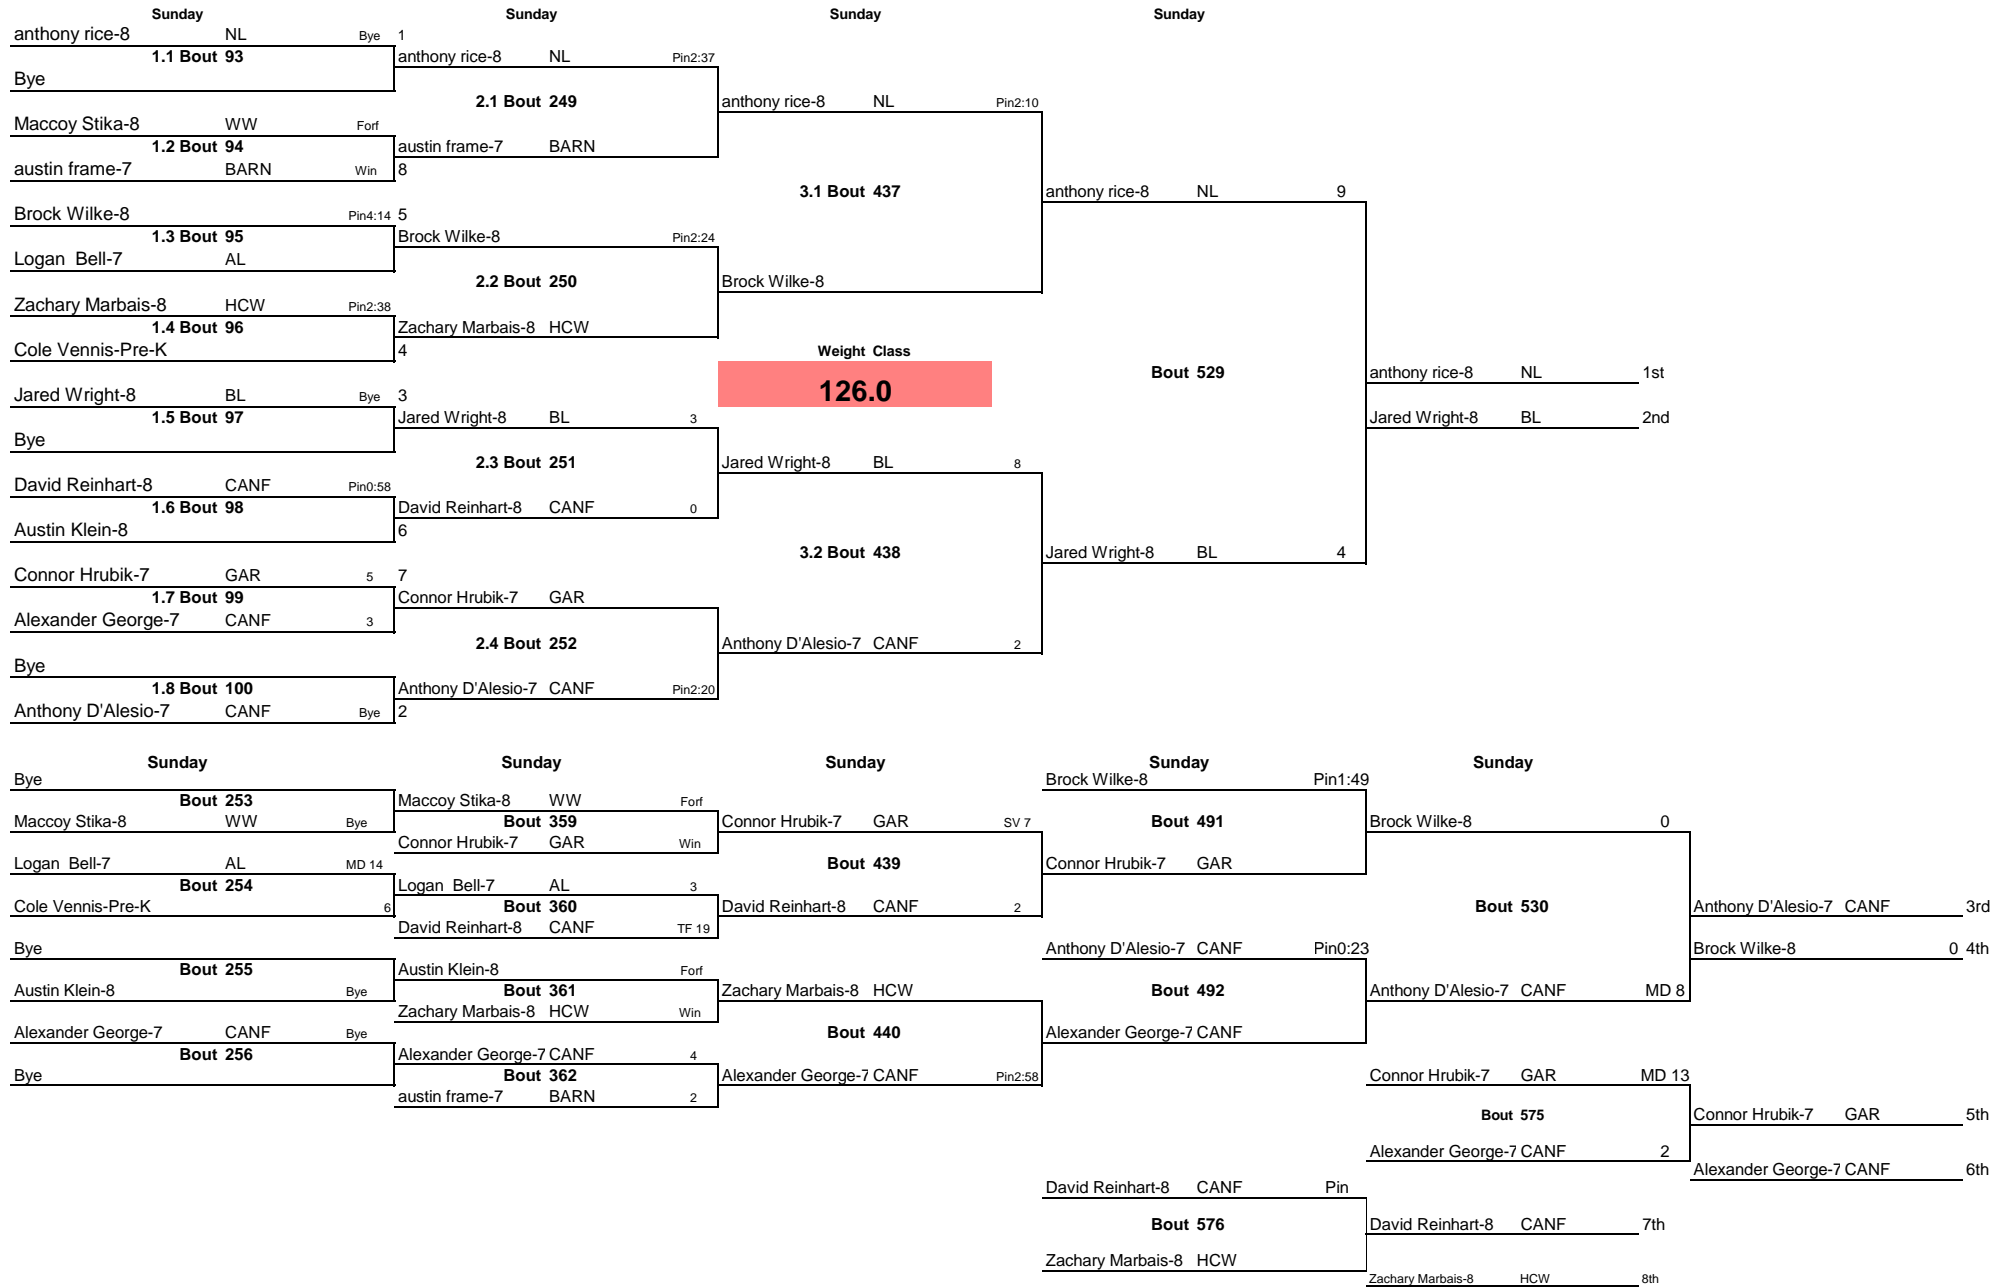 Sunday Sunday Sunday Sunday
anthony rice-8 NL Bye 1
1.1 Bout 93 anthony rice-8 NL Pin2:37
Bye
2.1 Bout 249 anthony rice-8 NL Pin2:10
Maccoy Stika-8 WW Forf
1.2 Bout 94 austin frame-7 BARN
austin frame-7 BARN Win 8
3.1 Bout 437 anthony rice-8 NL 9
Brock Wilke-8 Pin4:14 5
1.3 Bout 95 Brock Wilke-8 Pin2:24
Logan Bell-7 AL
2.2 Bout 250 Brock Wilke-8
Zachary Marbais-8 HCW Pin2:38
1.4 Bout 96 Zachary Marbais-8 HCW
Cole Vennis-Pre-K 4 Weight Class
Bout 529 anthony rice-8 NL 1st
Jared Wright-8 BL Bye 3 126.0
1.5 Bout 97 Jared Wright-8 BL 3 Jared Wright-8 BL 2nd
Bye
2.3 Bout 251 Jared Wright-8 BL 8
David Reinhart-8 CANF Pin0:58
1.6 Bout 98 David Reinhart-8 CANF 0
Austin Klein-8 6
3.2 Bout 438 Jared Wright-8 BL 4
Connor Hrubik-7 GAR 5 7
1.7 Bout 99 Connor Hrubik-7 GAR
Alexander George-7 CANF 3
2.4 Bout 252 Anthony D'Alesio-7 CANF 2
Bye
1.8 Bout 100 Anthony D'Alesio-7 CANF Pin2:20
Anthony D'Alesio-7 CANF Bye 2
Sunday Sunday Sunday Sunday Sunday
Bye Brock Wilke-8 Pin1:49
Bout 253 Maccoy Stika-8 WW Forf
Maccoy Stika-8 WW Bye Bout 359 Connor Hrubik-7 GAR SV 7 Bout 491 Brock Wilke-8 0
Connor Hrubik-7 GAR Win
Logan Bell-7 AL MD 14 Bout 439 Connor Hrubik-7 GAR
Bout 254 Logan Bell-7 AL 3
Cole Vennis-Pre-K 6 Bout 360 David Reinhart-8 CANF 2 Bout 530 Anthony D'Alesio-7 CANF 3rd
David Reinhart-8 CANF TF 19
Bye Anthony D'Alesio-7 CANF Pin0:23 Brock Wilke-8 0 4th
Bout 255 Austin Klein-8 Forf
Austin Klein-8 Bye Bout 361 Zachary Marbais-8 HCW Bout 492 Anthony D'Alesio-7 CANF MD 8
Zachary Marbais-8 HCW Win
Alexander George-7 CANF Bye Bout 440 Alexander George-7 CANF
Bout 256 Alexander George-7 CANF 4
Bye Bout 362 Alexander George-7 CANF Pin2:58 Connor Hrubik-7 GAR MD 13
austin frame-7 BARN 2
Bout 575 Connor Hrubik-7 GAR 5th
Alexander George-7 CANF 2
Alexander George-7 CANF 6th
David Reinhart-8 CANF Pin
Bout 576 David Reinhart-8 CANF 7th
Zachary Marbais-8 HCW
Zachary Marbais-8 HCW 8th